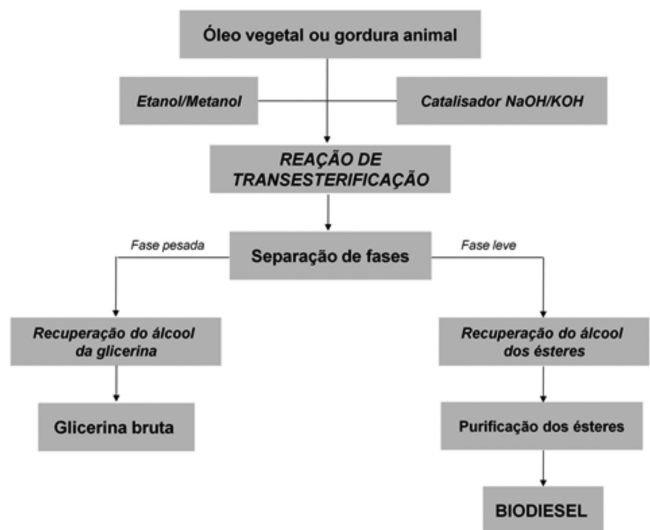 Óleo vegetal ou gordura animal
Etanol/Metanol
Catalisador NaOH/KOH
REAÇÃO DE
TRANSESTERIFICAÇÃO
Fase pesada
Separação de fases
Fase leve
Recuperação do álcool
da glicerina
Recuperação do álcool
dos ésteres
Glicerina bruta
Purificação dos ésteres
BIODIESEL